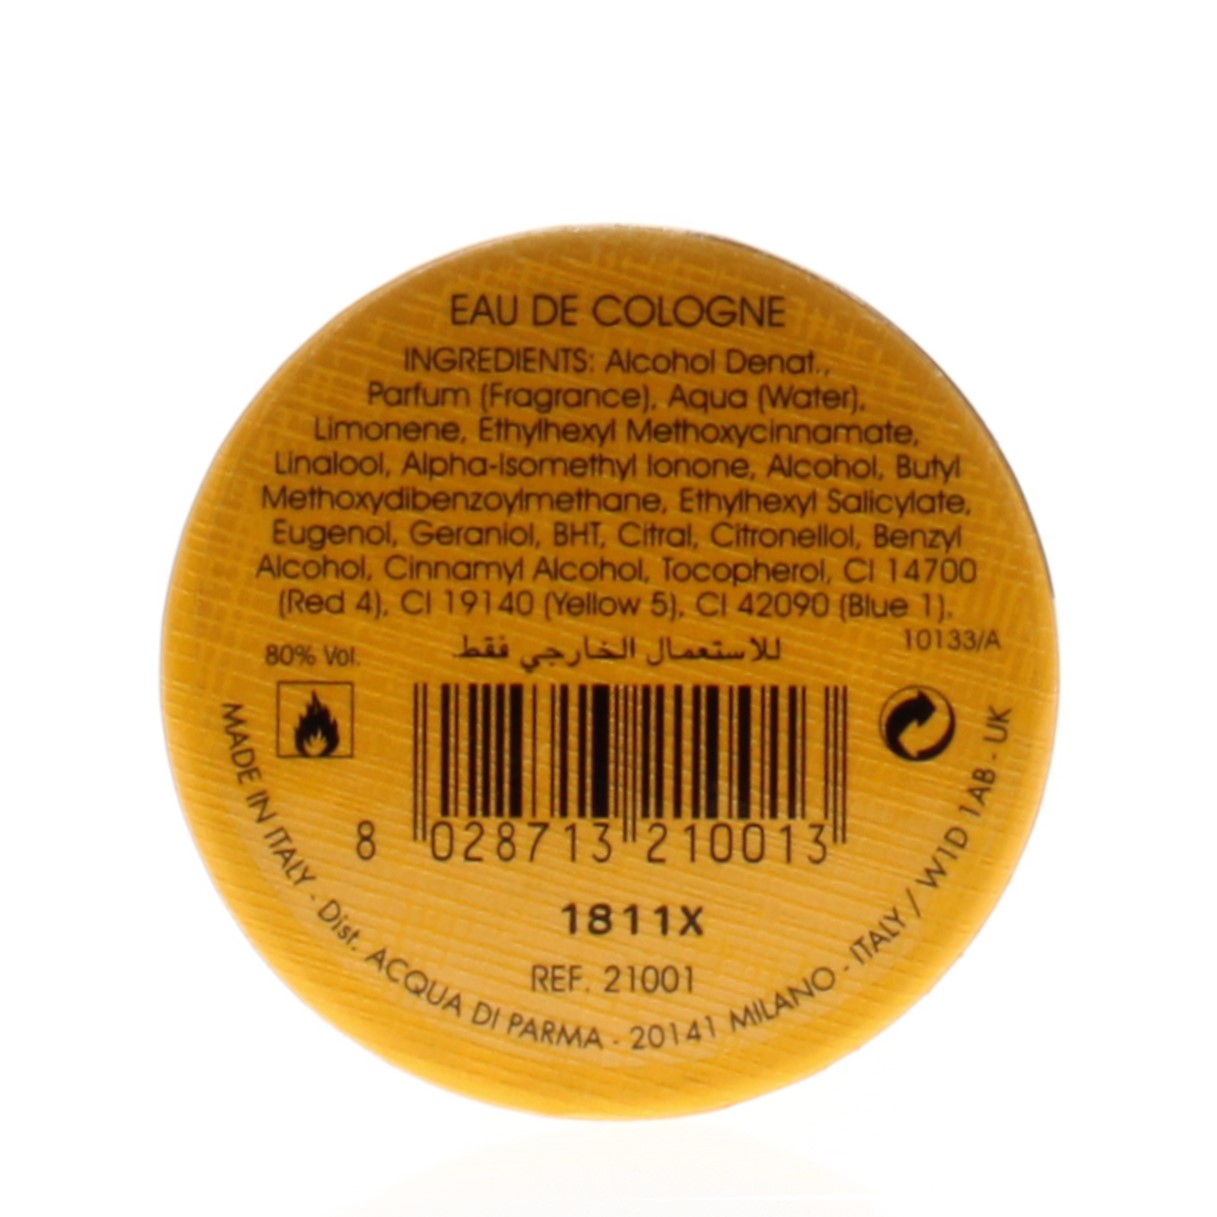 EAU DE COLOGNE
INGREDIENTS: Alcohol Denat.,
Parfum (Fragrance), Aqua (Water),
Limonene, Ethylhexyl Methoxycinnamate,
Linalool, Alpha-Isomethyl Ionone, Alcohol, Butyl
Methoxydibenzoylmethane, Ethylhexyl Salicylate,
Eugenol, Geraniol, BHT, Citral, Citronellol, Benzyl
Alcohol, Cinnamyl Alcohol, Tocopherol, CI 14700
(Red 4), CI 19140 (Yellow 5), CI 42090 (Blue 1).
10133/A
80% Vol.
للاستعمال الخارجي فقط
8 028713 210013
1811X
REF. 21001
MADE IN ITALY - Dist. ACQUA DI PARMA - 20141 MILANO - ITALY / W1D 1AB - UK